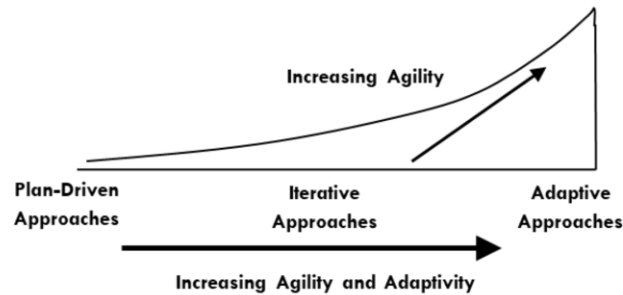 Increasing Agility
Plan-Driven
Approaches
Iterative
Approaches
Adaptive
Approaches
Increasing Agility and Adaptivity